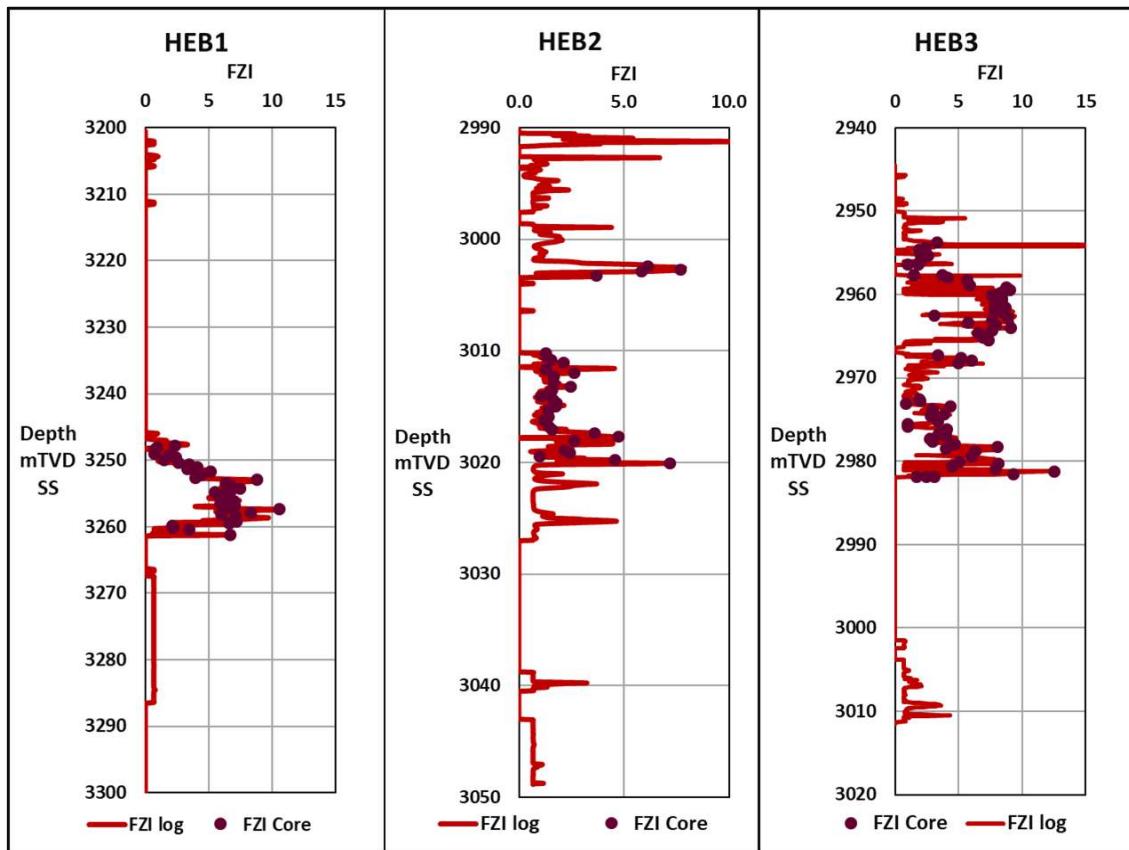 HEB1
FZI
0 5 10 15
3200
3210
3220
3230
3240
3250
3260
3270
3280
3290
3300
Depth
mTVD
SS
FZI log FZI Core
HEB2
FZI
0.0 5.0 10.0
2990
3000
3010
3020
3030
3040
3050
Depth
mTVD
SS
FZI log FZI Core
HEB3
FZI
0 5 10 15
2940
2950
2960
2970
2980
2990
3000
3010
3020
Depth
mTVD
SS
FZI Core FZI log